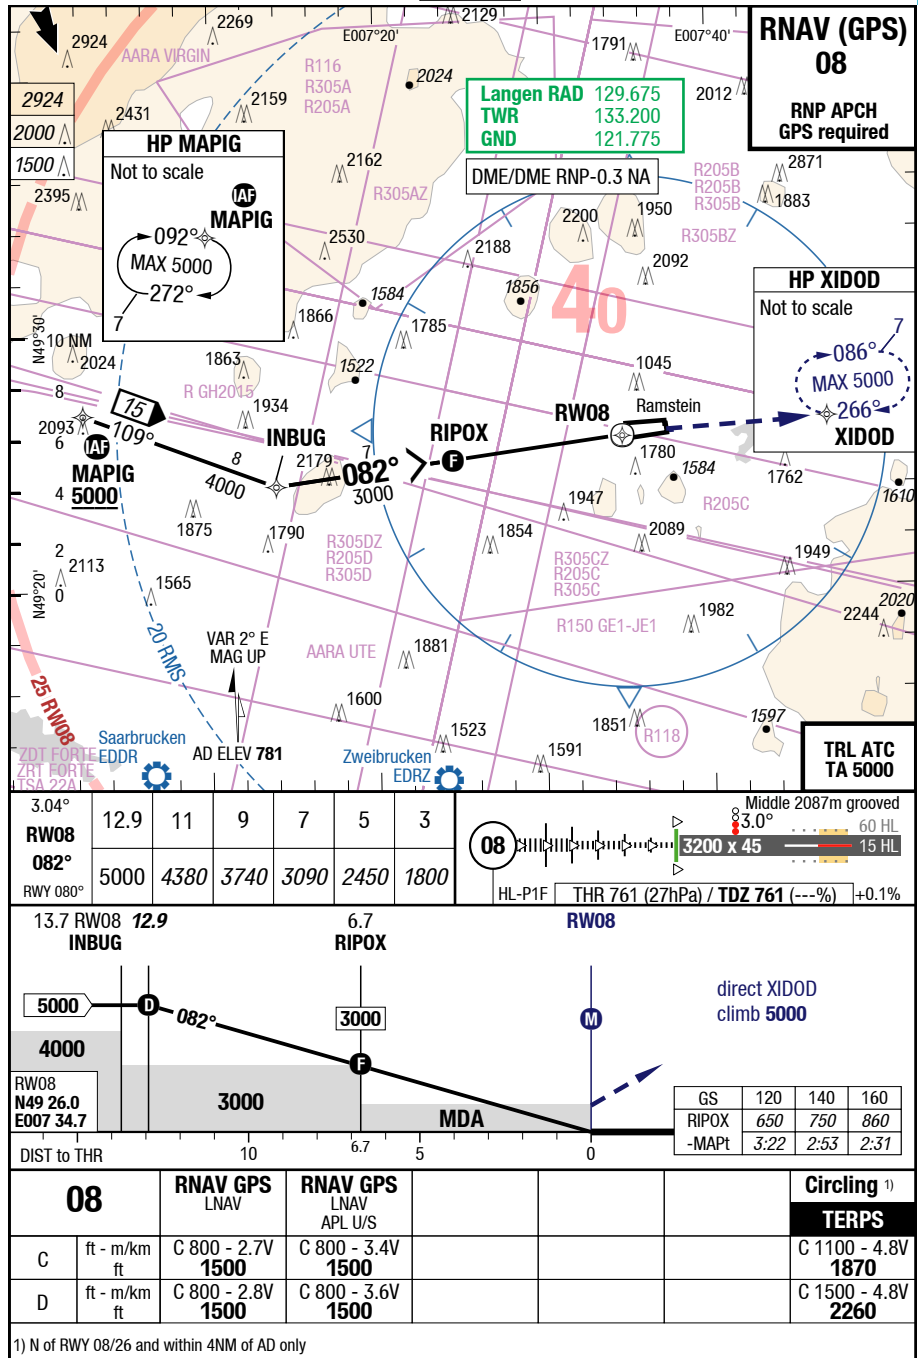 RNAV (GPS)
08
RNP APCH
GPS required
2269
2129
E007°20'
1791
E007°40'
2924
AARA VIRGIN
R116
R305A
R205A
2024
2012
Langen RAD 129.675
TWR 133.200
GND 121.775
2924
2000
1500
2431
2159
HP MAPIG
Not to scale
IAF
MAPIG
092°
MAX 5000
272°
7
2162
DME/DME RNP-0.3 NA
R205B
R205B
R305B
2871
1883
2395
R305AZ
2200
1950
R305BZ
2530
2188
2092
HP XIDOD
Not to scale
7
086°
MAX 5000
266°
XIDOD
1584
1856
40
1866
1785
N49°30'
10 NM
2024
1863
1522
1045
8
R GH2015
15
1934
RW08
Ramstein
2093
109°
INBUG
RIPOX
6
IAF
MAPIG
5000
8
4000
2179
7
082°
3000
F
1780
1584
1762
1610
4
1875
1790
1947
R205C
1854
2089
R305DZ
R205D
R305D
2
2113
1949
R305CZ
R205C
R305C
N49°20'
0
1565
2020
2244
1982
R150 GE1-JE1
VAR 2° E
MAG UP
20 RMS
AARA UTE
1881
25 RW08
1600
1851
R118
1597
1523
1591
Saarbrucken
EDDR
AD ELEV 781
Zweibrucken
EDRZ
ZDT FORTE
ZRT FORTE
TSA 22A
TRL ATC
TA 5000
3.04°
RW08
082°
RWY 080°
12.9 11 9 7 5 3
5000 4380 3740 3090 2450 1800
Middle 2087m grooved
3.0°
60 HL
08
3200 x 45
15 HL
HL-P1F
THR 761 (27hPa) / TDZ 761 (---%)
+0.1%
13.7 RW08 12.9
INBUG
6.7
RIPOX
RW08
5000
D
082°
3000
M
direct XIDOD
climb 5000
4000
F
RW08
N49 26.0
E007 34.7
3000
MDA
GS 120 140 160
RIPOX 650 750 860
-MAPt 3:22 2:53 2:31
DIST to THR
10
6.7
5
0
08
RNAV GPS
LNAV
RNAV GPS
LNAV
APL U/S
Circling 1)
TERPS
C
ft - m/km
ft
C 800 - 2.7V
1500
C 800 - 3.4V
1500
C 1100 - 4.8V
1870
D
ft - m/km
ft
C 800 - 2.8V
1500
C 800 - 3.6V
1500
C 1500 - 4.8V
2260
1) N of RWY 08/26 and within 4NM of AD only